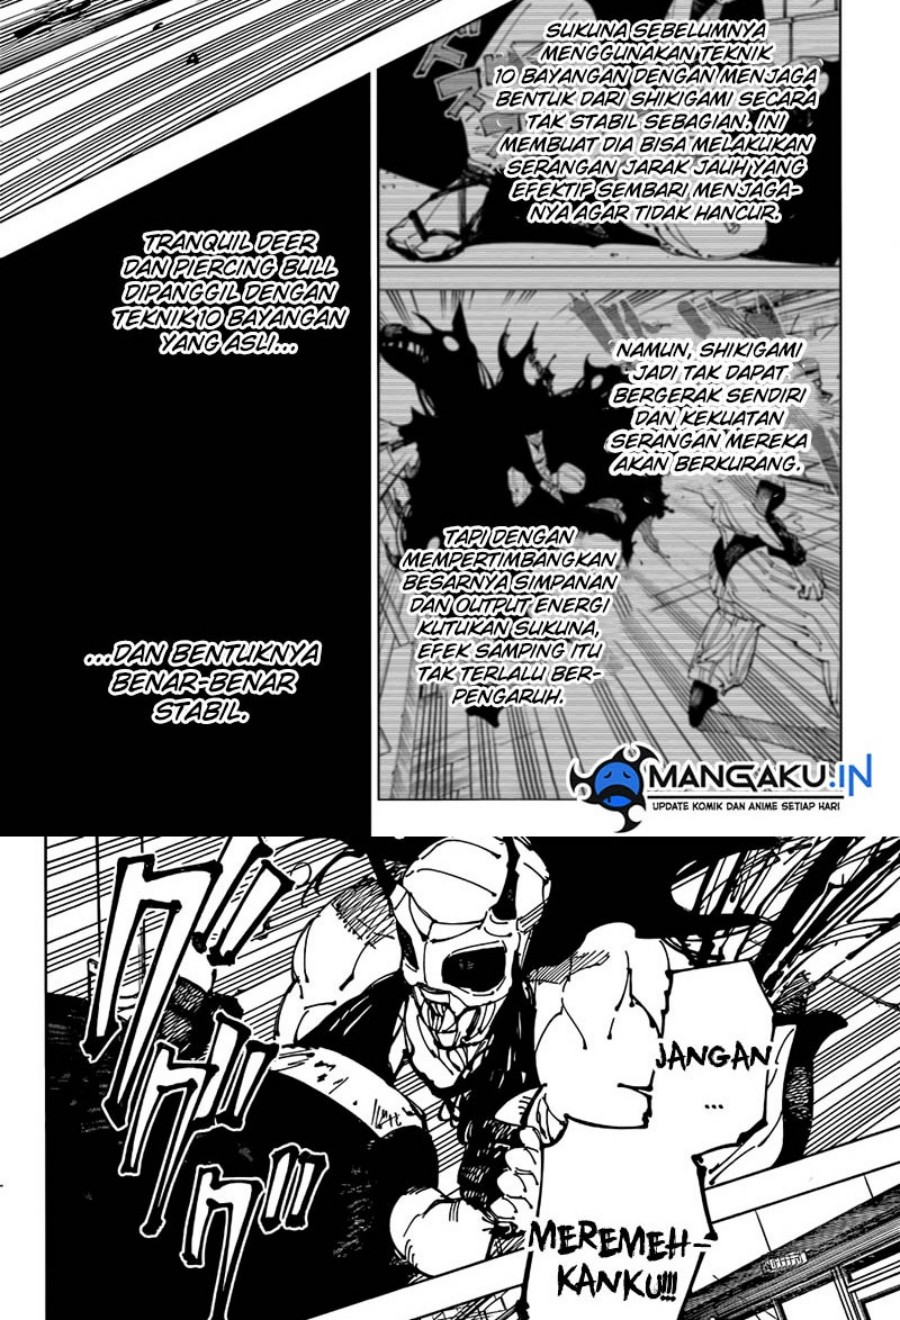 SUKUNA SEBELUMNYA
MENGGUNAKAN TEKNIK
10 BAYANGAN DENGAN MENJAGA
BENTUK DARI SHIKIGAMI SECARA
TAK STABIL SEBAGIAN. INI
MEMBUAT DIA BISA MELAKUKAN
SERANGAN JARAK JAUH YANG
EFEKTIF SEMBARI MENJAGA-
NYA AGAR TIDAK HANCUR.
NAMUN, SHIKIGAMI
JADI TAK DAPAT
BERGERAK SENDIRI
DAN KEKUATAN
SERANGAN MEREKA
AKAN BERKURANG.
TAPI DENGAN
MEMPERTIMBANGKAN
BESARNYA SIMPANAN
DAN OUTPUT ENERGI
KUTUKAN SUKUNA,
EFEK SAMPING ITU
TAK TERLALU BER-
PENGARUH.
TRANQUIL DEER
DAN PIERCING BULL
DIPANGGIL DENGAN
TEKNIK 10 BAYANGAN
YANG ASLI...
...DAN BENTUKNYA
BENAR-BENAR
STABIL.
MANGAKU.IN
UPDATE KOMIK DAN ANIME SETIAP HARI
ググググ
JANGAN
...
MEREMEH-
KANKU!!!